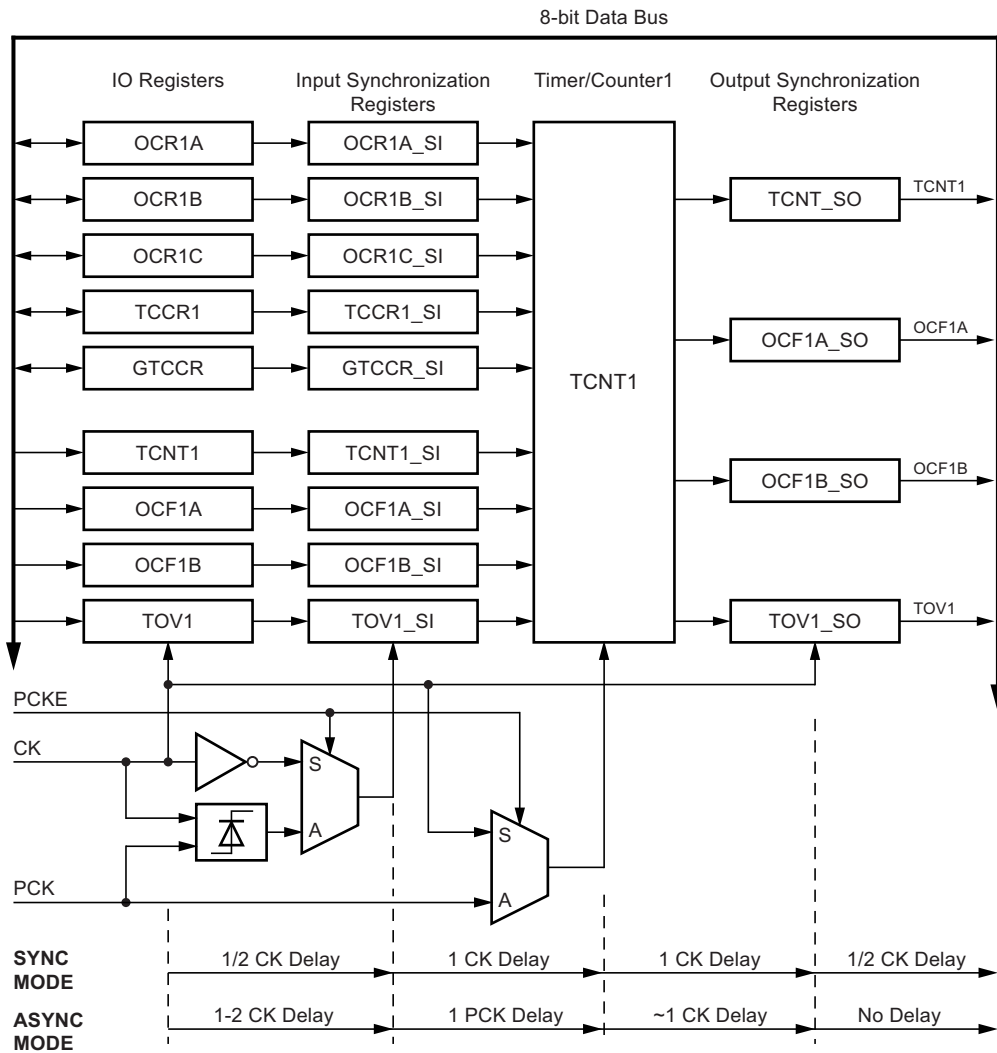 8-bit Data Bus
IO Registers
Input Synchronization
Registers
Timer/Counter1
Output Synchronization
Registers
OCR1A
OCR1A_SI
OCR1B
OCR1B_SI
TCNT_SO
TCNT1
OCR1C
OCR1C_SI
TCCR1
TCCR1_SI
OCF1A_SO
OCF1A
GTCCR
GTCCR_SI
TCNT1
TCNT1
TCNT1_SI
OCF1B_SO
OCF1B
OCF1A
OCF1A_SI
OCF1B
OCF1B_SI
TOV1
TOV1_SI
TOV1_SO
TOV1
PCKE
CK
S
A
S
A
PCK
SYNC
MODE
1/2 CK Delay
1 CK Delay
1 CK Delay
1/2 CK Delay
ASYNC
MODE
1-2 CK Delay
1 PCK Delay
~1 CK Delay
No Delay